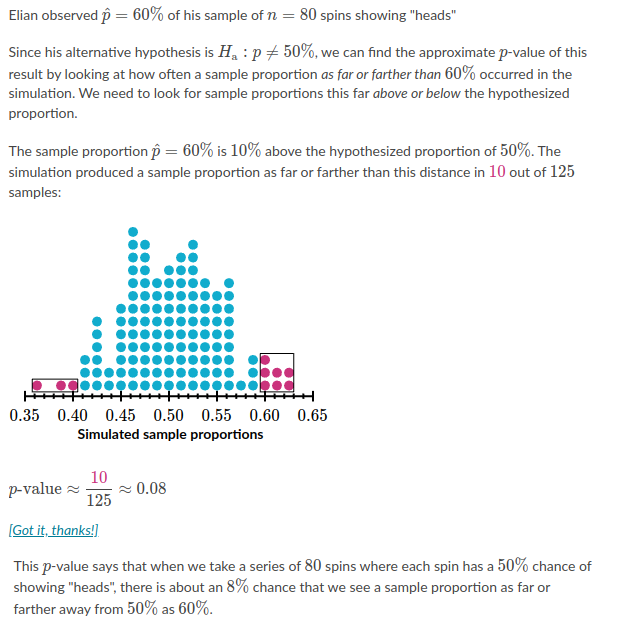 Elian observed p̂ = 60% of his sample of n = 80 spins showing "heads"
Since his alternative hypothesis is Hₐ : p ≠ 50%, we can find the approximate p-value of this
result by looking at how often a sample proportion as far or farther than 60% occurred in the
simulation. We need to look for sample proportions this far above or below the hypothesized
proportion.
The sample proportion p̂ = 60% is 10% above the hypothesized proportion of 50%. The
simulation produced a sample proportion as far or farther than this distance in 10 out of 125
samples:
0.35 0.40 0.45 0.50 0.55 0.60 0.65
Simulated sample proportions
p-value ≈ 10/125 ≈ 0.08
[Got it, thanks!]
This p-value says that when we take a series of 80 spins where each spin has a 50% chance of
showing "heads", there is about an 8% chance that we see a sample proportion as far or
farther away from 50% as 60%.